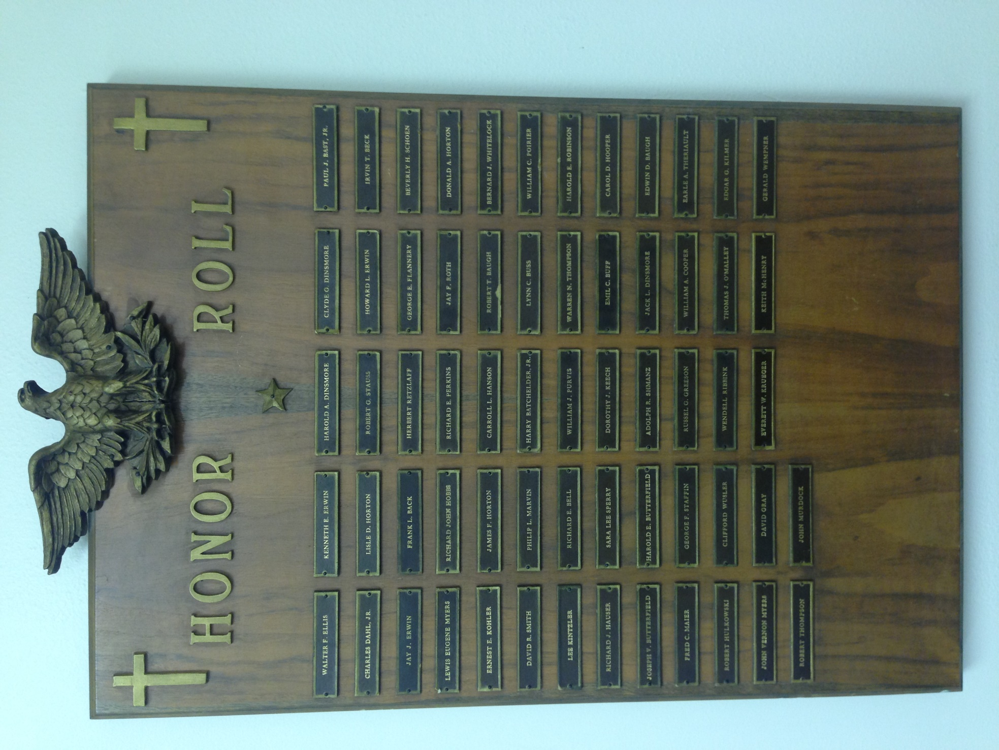 HONOR ROLL
WALTER F. ELLIS
KENNETH E. ERWIN
HAROLD A. DINSMORE
CLYDE G. DINSMORE
PAUL J. BAST, JR.
CHARLES DAHL, JR.
LISLE D. HORTON
ROBERT G. STAUSS
HOWARD L. ERWIN
IRVIN T. BECK
JAY J. ERWIN
FRANK L. BACK
HERBERT RETZLAFF
GEORGE E. FLANNERY
BEVERLY H. SCHOEN
LEWIS EUGENE MYERS
RICHARD JOHN HOBBS
RICHARD E. PERKINS
JAY F. ROTH
DONALD A. HORTON
ERNEST E. KOHLER
JAMES F. HORTON
CARROLL L. HANSON
ROBERT T. BAUGH
BERNARD J. WHITELOCK
DAVID R. SMITH
PHILIP L. MARVIN
HARRY BATCHELDER, JR.
LYNN C. BUSS
WILLIAM C. POIRIER
LEE KINTZLER
RICHARD E. BELL
WILLIAM J. PURVIS
WARREN N. THOMPSON
HAROLD E. ROBINSON
RICHARD J. HAUSER
SARA LEE SPERRY
DOROTHY J. KEECH
EMIL C. BUFF
CAROL D. HOOPER
JOSEPH V. BUTTERFIELD
HAROLD E. BUTTERFIELD
ADOLPH R. SHMANZ
JACK L. DINSMORE
EDWIN D. BAUGH
FRED C. MAIER
GEORGE F. STAFFIN
RUSSEL G. GREESON
WILLIAM A. COOPER
EARLE A. THERIAULT
ROBERT HULKOWSKI
CLIFFORD WUSLER
WENDELL RIBBINK
THOMAS J. O'MALLEY
EDGAR G. KILMER
JOHN VERNON MYERS
DAVID GRAY
EVERETT W. KRUEGER
KEITH McHENRY
GERALD WEMPNER
ROBERT THOMPSON
JOHN MURDOCK